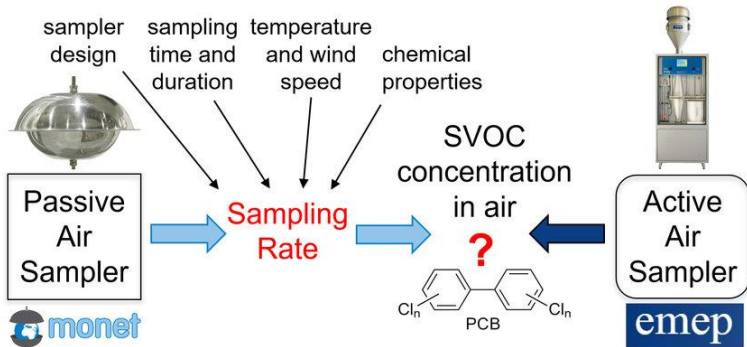 sampler
design
sampling
time and
duration
temperature
and wind
speed
chemical
properties
Passive
Air
Sampler
Sampling
Rate
SVOC
concentration
in air
?
Cln
Cln
PCB
Active
Air
Sampler
monet
emep